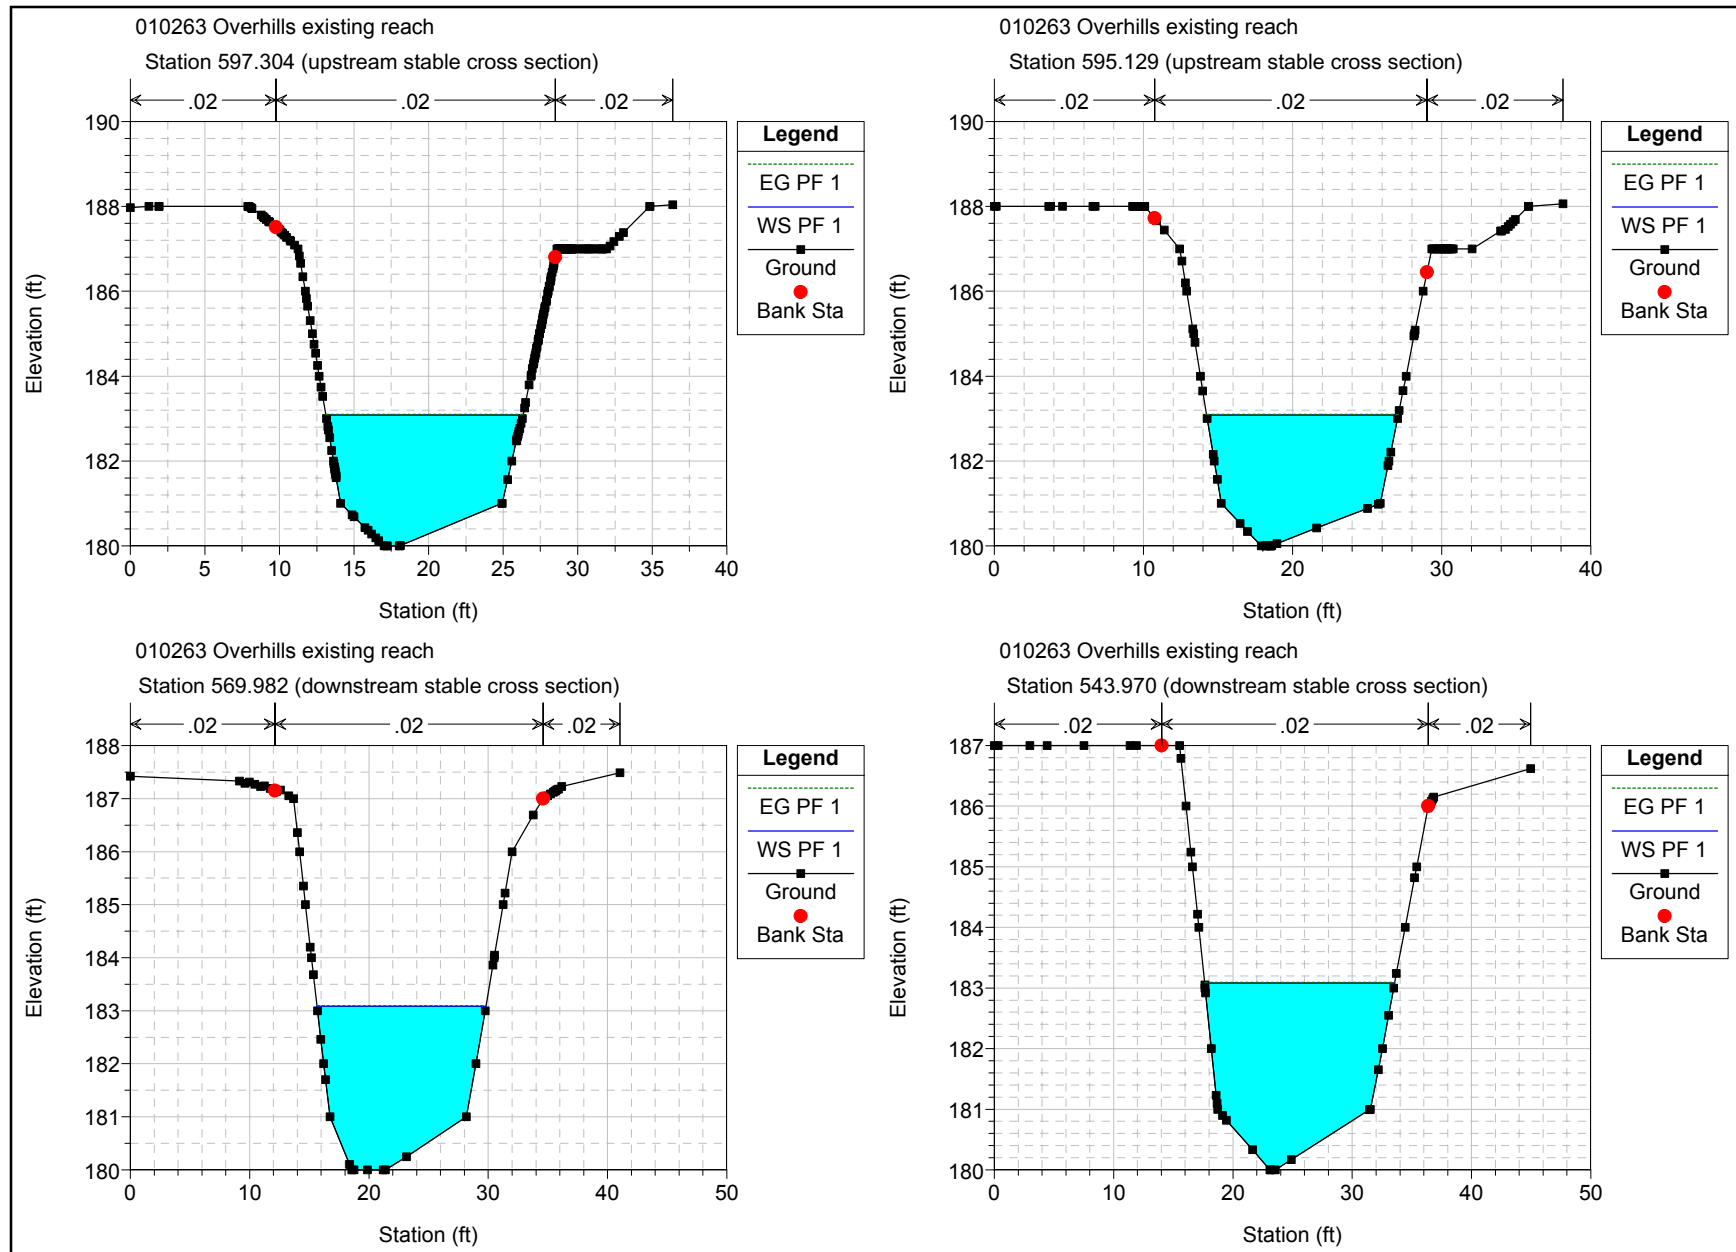 010263 Overhills existing reach
Station 597.304 (upstream stable cross section)
.02 .02 .02
190
188
186
184
182
180
0 5 10 15 20 25 30 35 40
Elevation (ft)
Station (ft)
Legend
EG PF 1
WS PF 1
Ground
Bank Sta
010263 Overhills existing reach
Station 595.129 (upstream stable cross section)
.02 .02 .02
190
188
186
184
182
180
0 10 20 30 40
Elevation (ft)
Station (ft)
Legend
EG PF 1
WS PF 1
Ground
Bank Sta
010263 Overhills existing reach
Station 569.982 (downstream stable cross section)
.02 .02 .02
188
187
186
185
184
183
182
181
180
0 10 20 30 40 50
Elevation (ft)
Station (ft)
Legend
EG PF 1
WS PF 1
Ground
Bank Sta
010263 Overhills existing reach
Station 543.970 (downstream stable cross section)
.02 .02 .02
187
186
185
184
183
182
181
180
0 10 20 30 40 50
Elevation (ft)
Station (ft)
Legend
EG PF 1
WS PF 1
Ground
Bank Sta